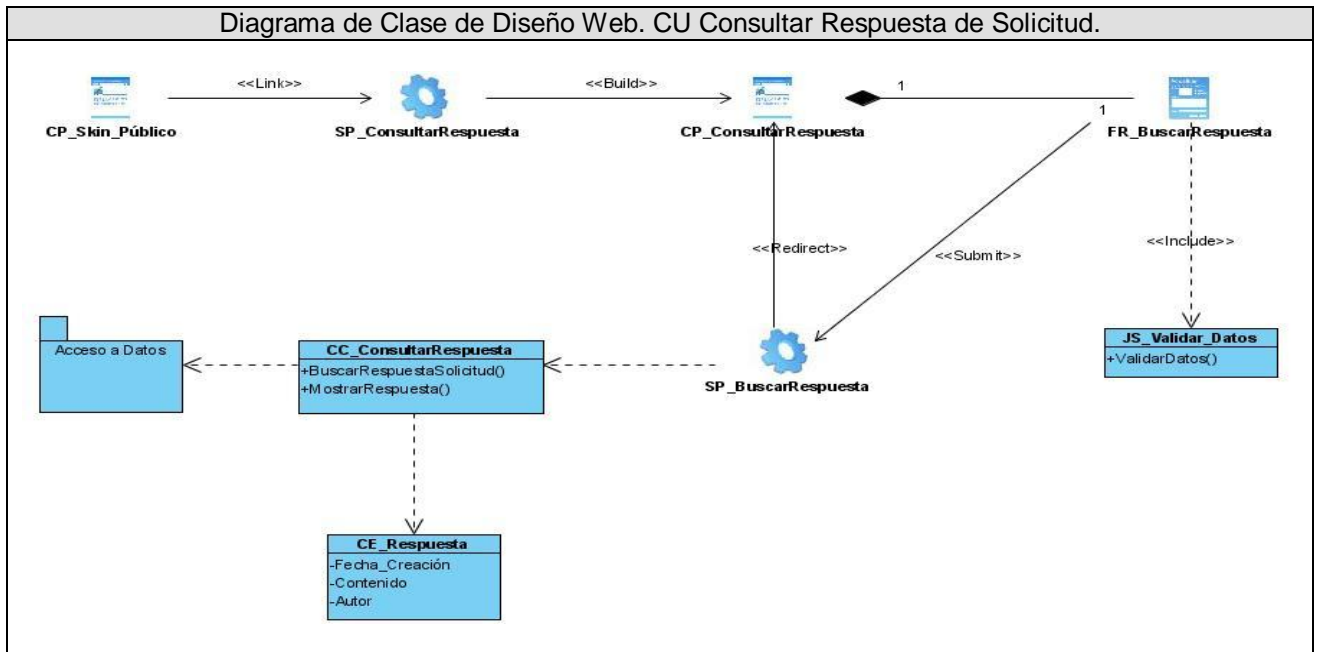 Diagrama de Clase de Diseño Web. CU Consultar Respuesta de Solicitud.
<<Link>>
<<Build>>
1
1
CP_Skin_Público
SP_ConsultarRespuesta
CP_ConsultarRespuesta
FR_BuscarRespuesta
<<Redirect>>
<<Submit>>
<<Include>>
Acceso a Datos
CC_ConsultarRespuesta
+BuscarRespuestaSolicitud()
+MostrarRespuesta()
SP_BuscarRespuesta
JS_Validar_Datos
+ValidarDatos()
CE_Respuesta
-Fecha_Creación
-Contenido
-Autor